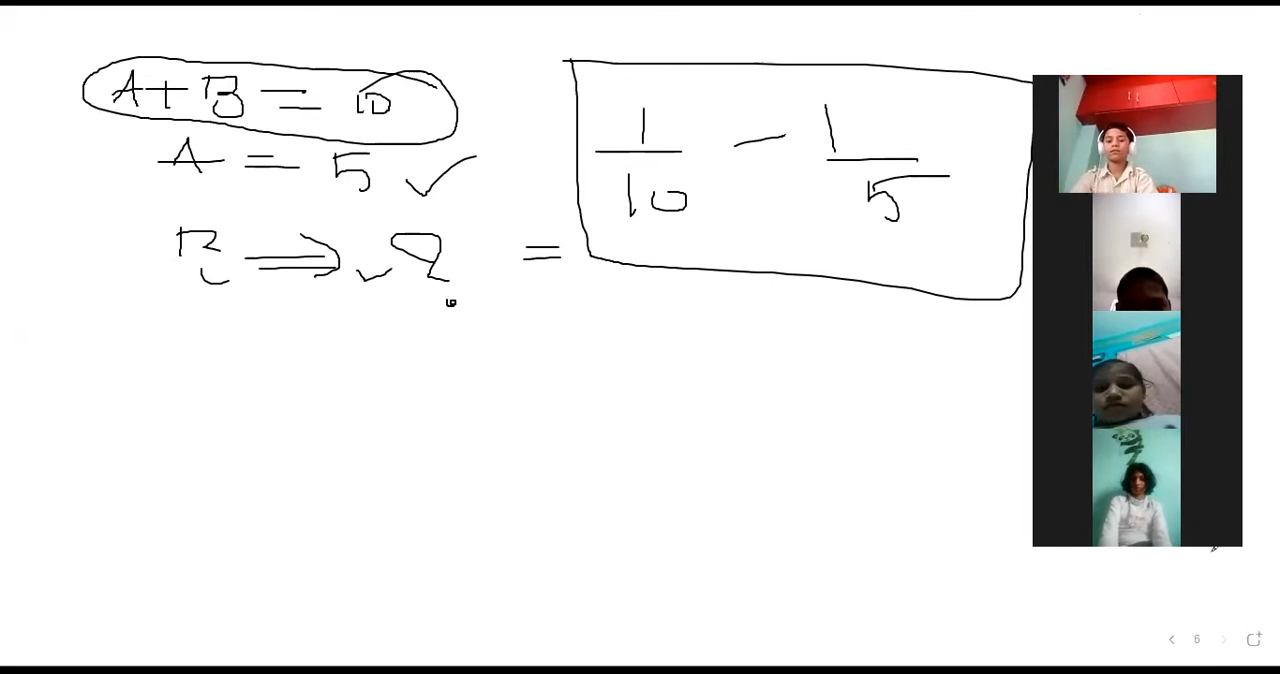 A + B = 10
A = 5 ✓
B ⇒ ✓ ? = 1/10 - 1/5
6